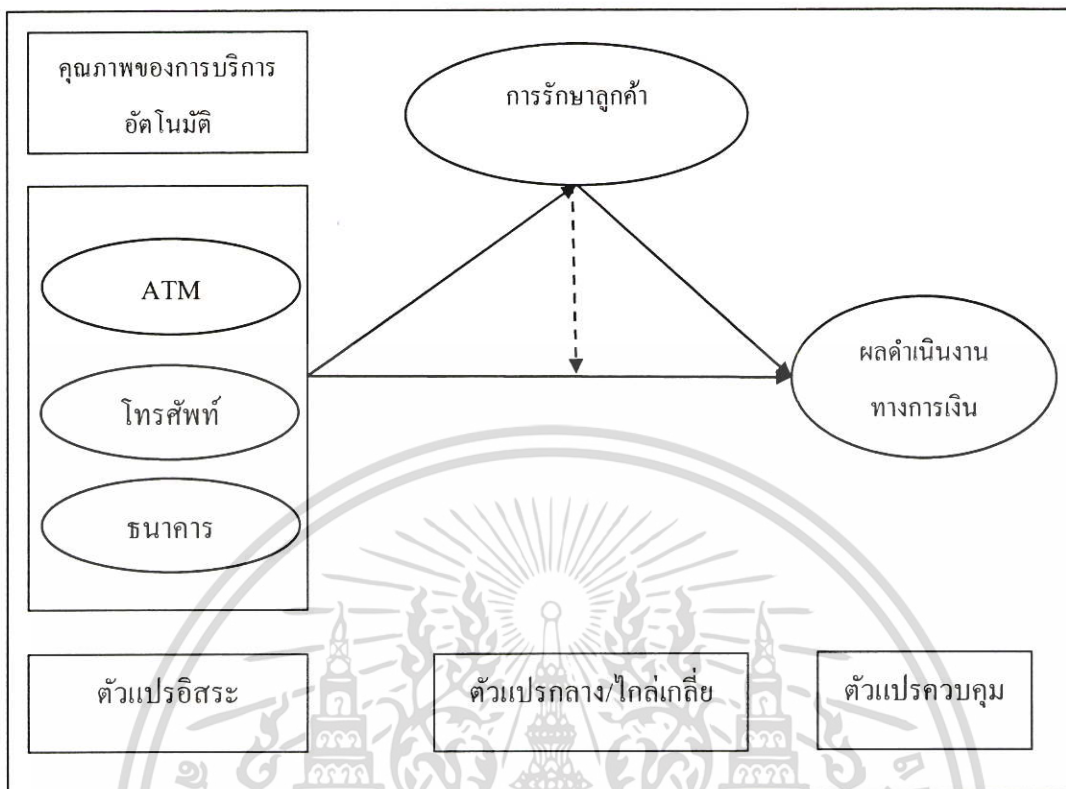 คุณภาพของการบริการ
อัตโนมัติ
การรักษาลูกค้า
ATM
โทรศัพท์
ธนาคาร
ผลดำเนินงาน
ทางการเงิน
ตัวแปรอิสระ
ตัวแปรกลาง/ไกล่เกลี่ย
ตัวแปรควบคุม